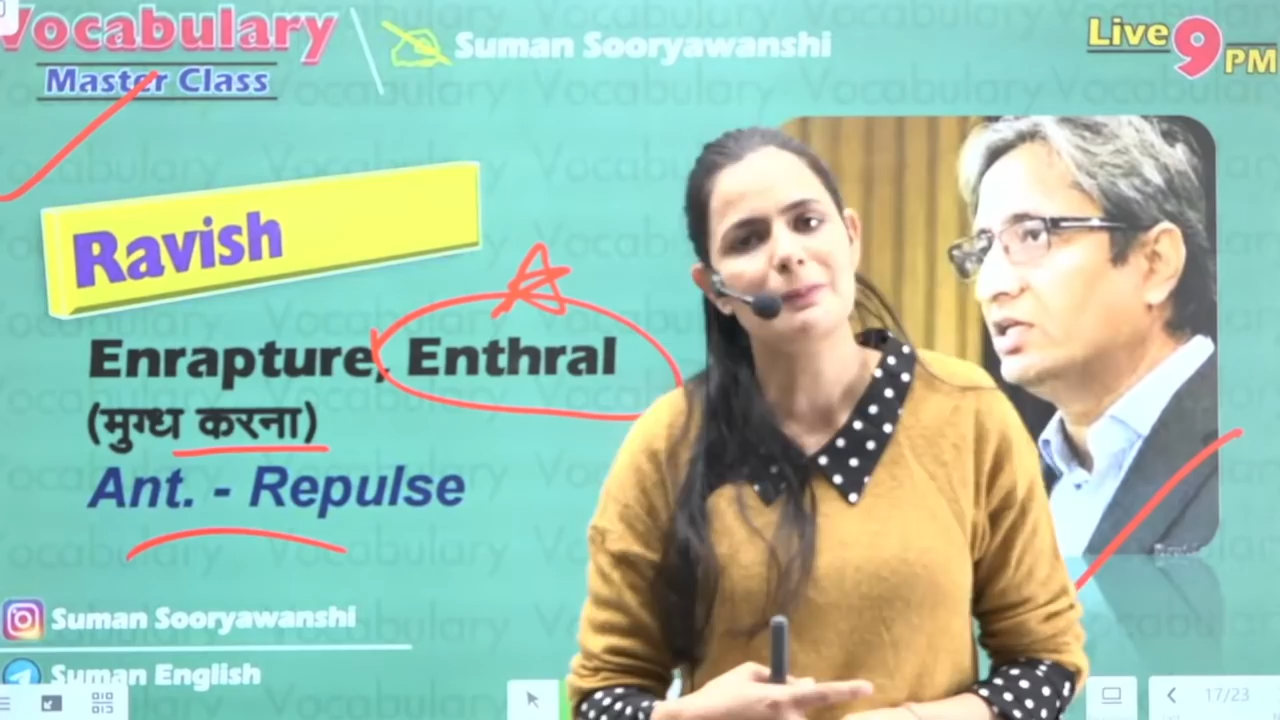 Vocabulary
Master Class
Suman Sooryawanshi
Live 9 PM
Ravish
Enrapture, Enthral
(मुग्ध करना)
Ant. - Repulse
Suman Sooryawanshi
Suman English
17/23